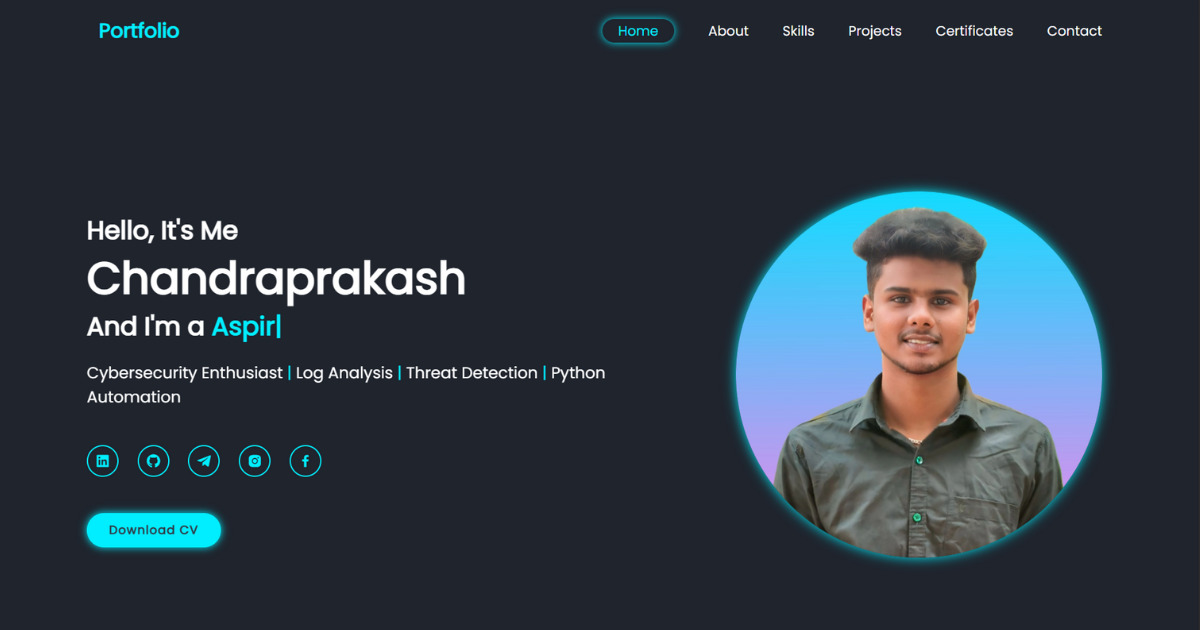 Portfolio
Home About Skills Projects Certificates Contact
Hello, It's Me
Chandraprakash
And I'm a Aspir|
Cybersecurity Enthusiast | Log Analysis | Threat Detection | Python
Automation
Download CV